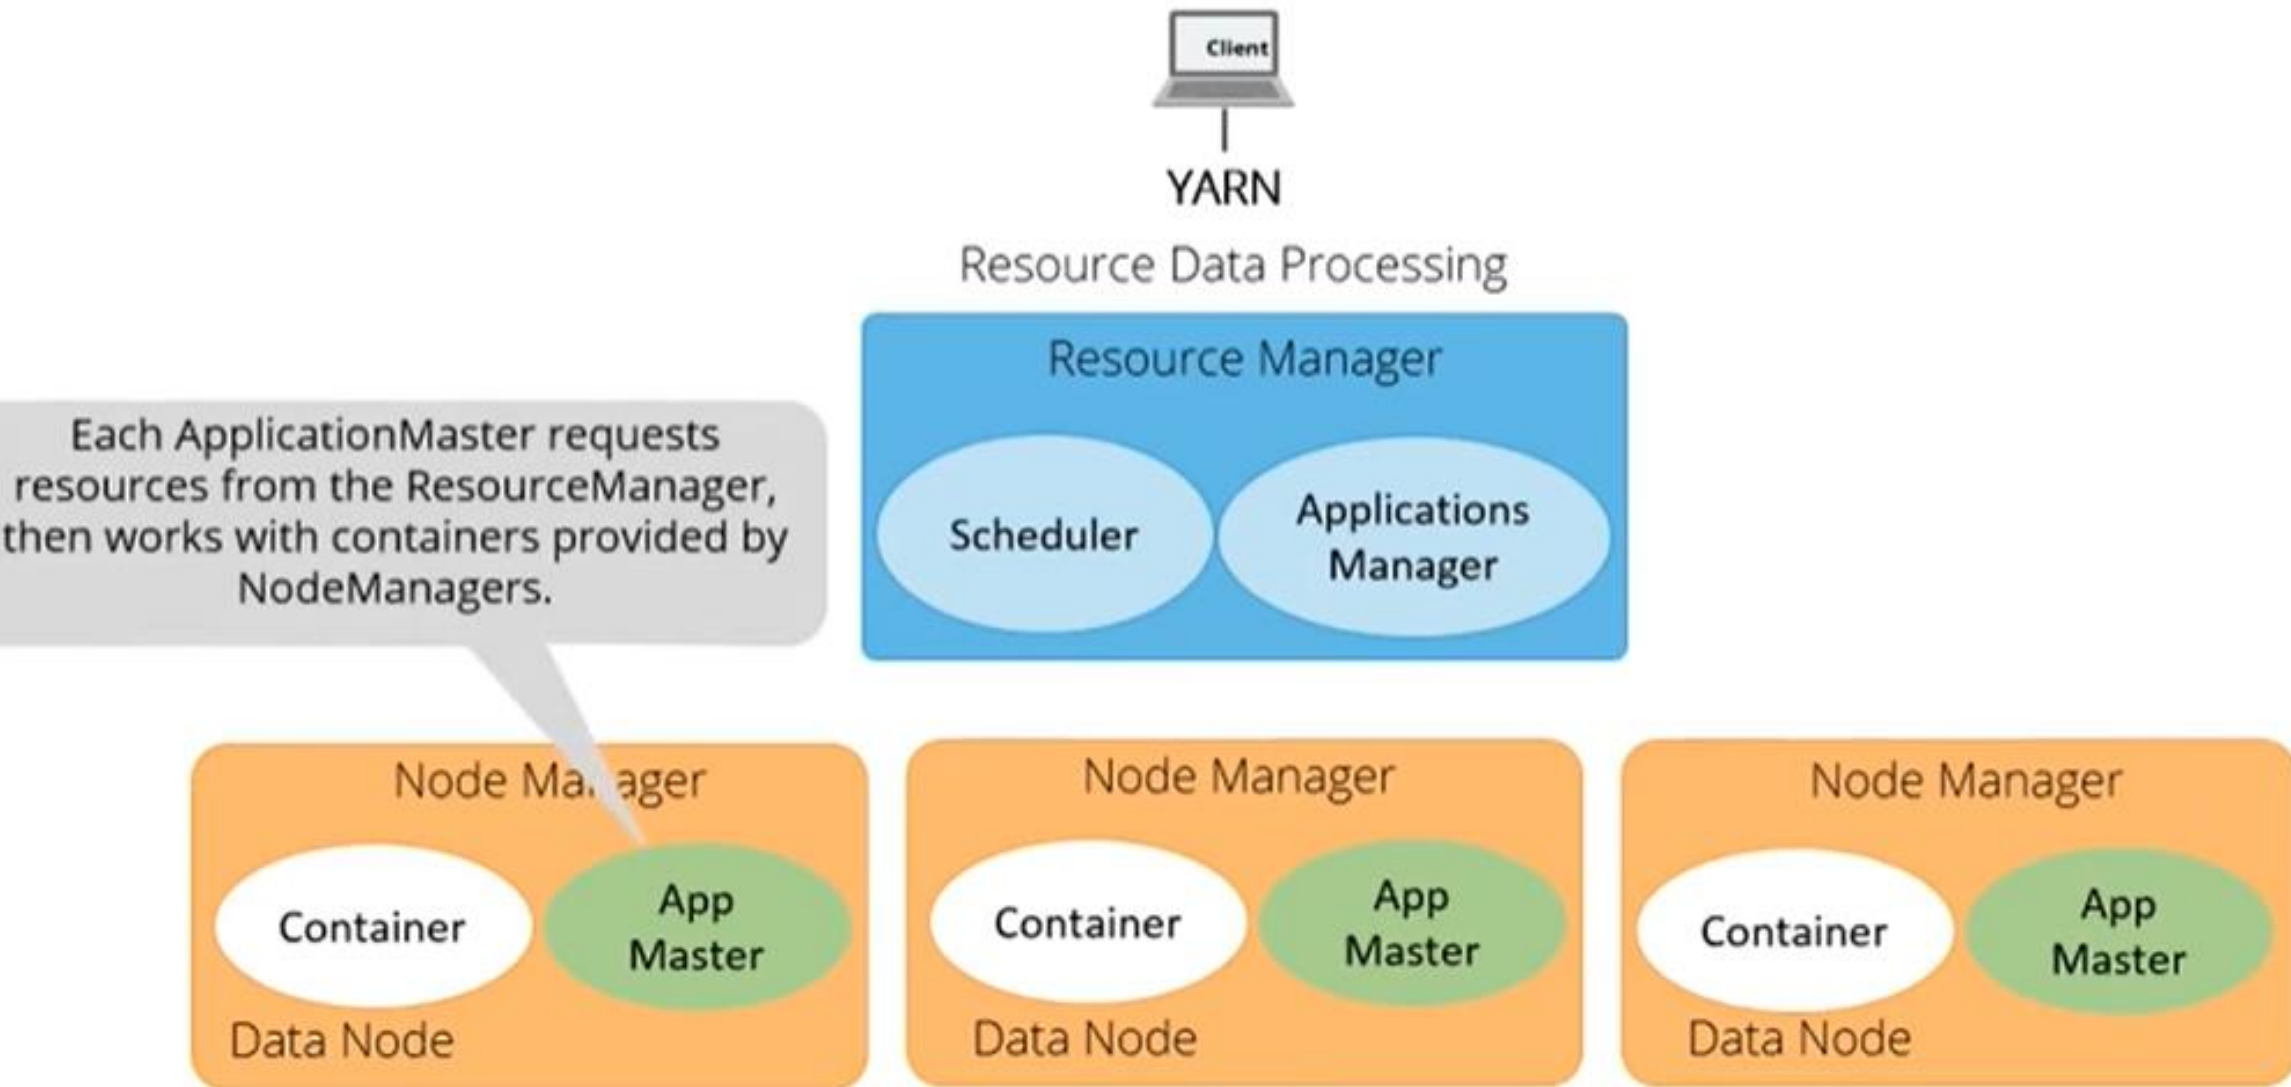 Client
YARN
Resource Data Processing
Resource Manager
Scheduler
Applications
Manager
Each ApplicationMaster requests
resources from the ResourceManager,
then works with containers provided by
NodeManagers.
Node Manager
Container
App
Master
Data Node
Node Manager
Container
App
Master
Data Node
Node Manager
Container
App
Master
Data Node